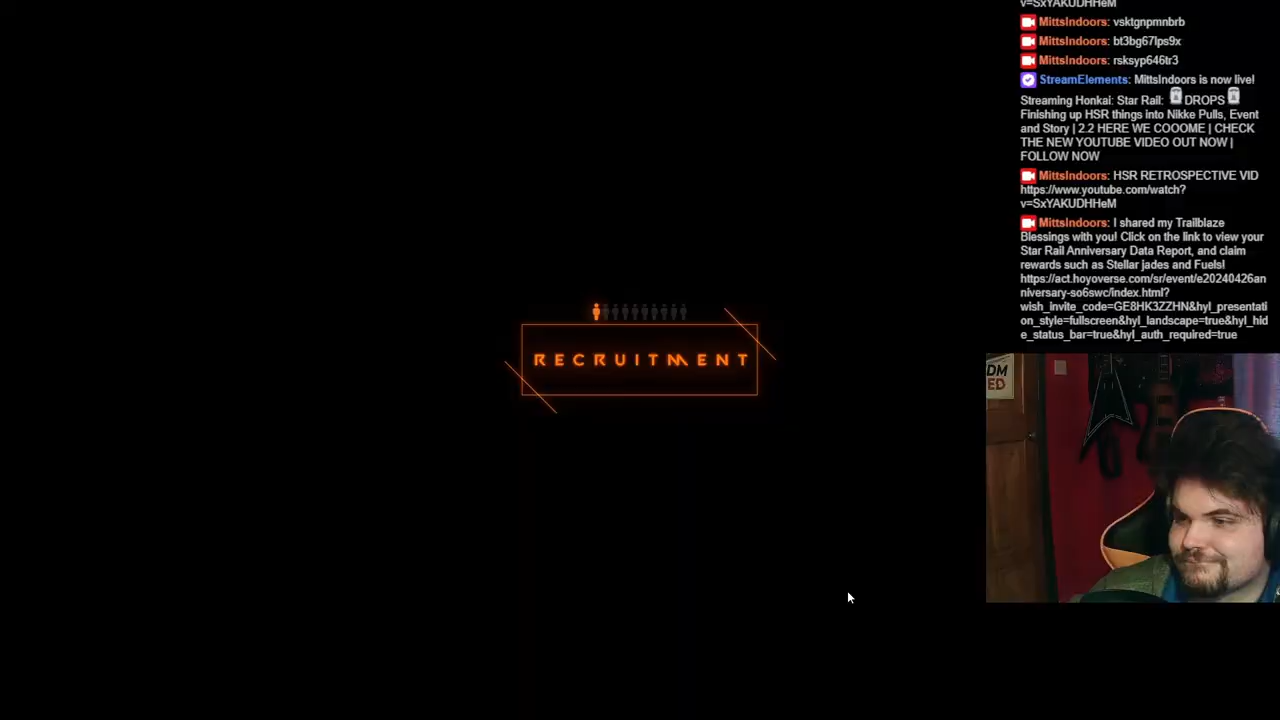 v=SxYAKUDHHeM
MittsIndoors: vsktgnpmnbrb
MittsIndoors: bt3bg67lps9x
MittsIndoors: rsksyp646tr3
StreamElements: MittsIndoors is now live!
Streaming Honkai: Star Rail: DROPS
Finishing up HSR things into Nikke Pulls, Event
and Story | 2.2 HERE WE COOOME | CHECK
THE NEW YOUTUBE VIDEO OUT NOW |
FOLLOW NOW
MittsIndoors: HSR RETROSPECTIVE VID
https://www.youtube.com/watch?
v=SxYAKUDHHeM
MittsIndoors: I shared my Trailblaze
Blessings with you! Click on the link to view your
Star Rail Anniversary Data Report, and claim
rewards such as Stellar jades and Fuels!
https://act.hoyoverse.com/sr/event/e20240426an
niversary-so6swc/index.html?
wish_invite_code=GE8HK3ZZHN&hyl_presentati
on_style=fullscreen&hyl_landscape=true&hyl_hid
e_status_bar=true&hyl_auth_required=true
RECRUITMENT
DM
ED